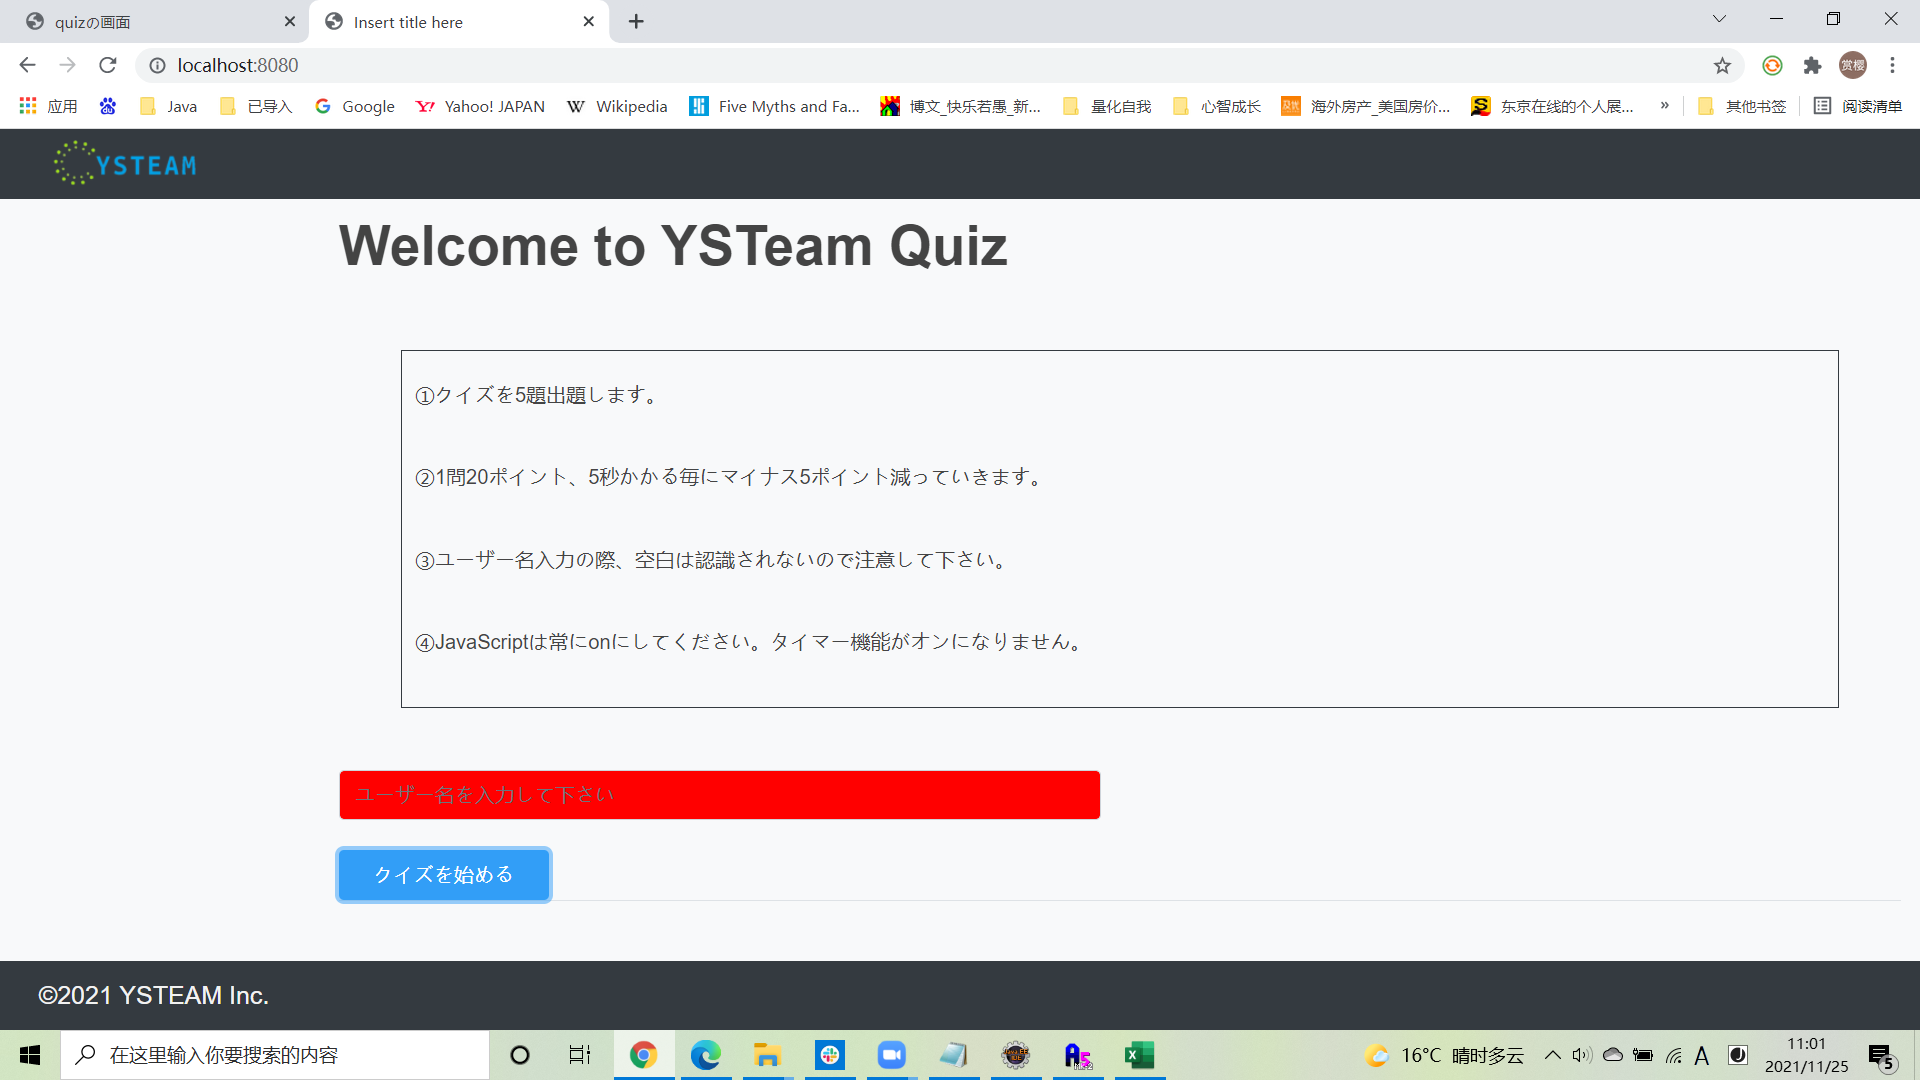 quizの画面
Insert title here
localhost:8080
应用
Java
已导入
Google
Yahoo! JAPAN
Wikipedia
Five Myths and Fa...
博文_快乐若愚_新...
量化自我
心智成长
海外房产_美国房价...
东京在线的个人展...
»
其他书签
阅读清单
赏樱
YSTEAM
Welcome to YSTeam Quiz
①クイズを5題出題します。
②1問20ポイント、5秒かかる毎にマイナス5ポイント減っていきます。
③ユーザー名入力の際、空白は認識されないので注意して下さい。
④JavaScriptは常にonにしてください。タイマー機能がオンになりません。
ユーザー名を入力して下さい
クイズを始める
©2021 YSTEAM Inc.
在这里输入你要搜索的内容
16°C 晴时多云
A
11:01
2021/11/25
5